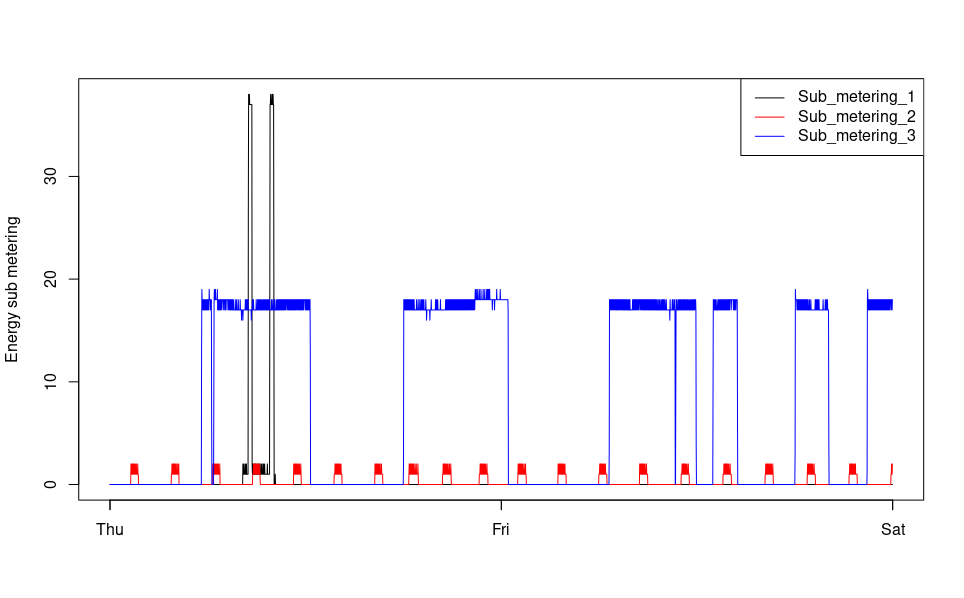 Sub_metering_1
Sub_metering_2
Sub_metering_3
Energy sub metering
30
20
10
0
Thu Fri Sat